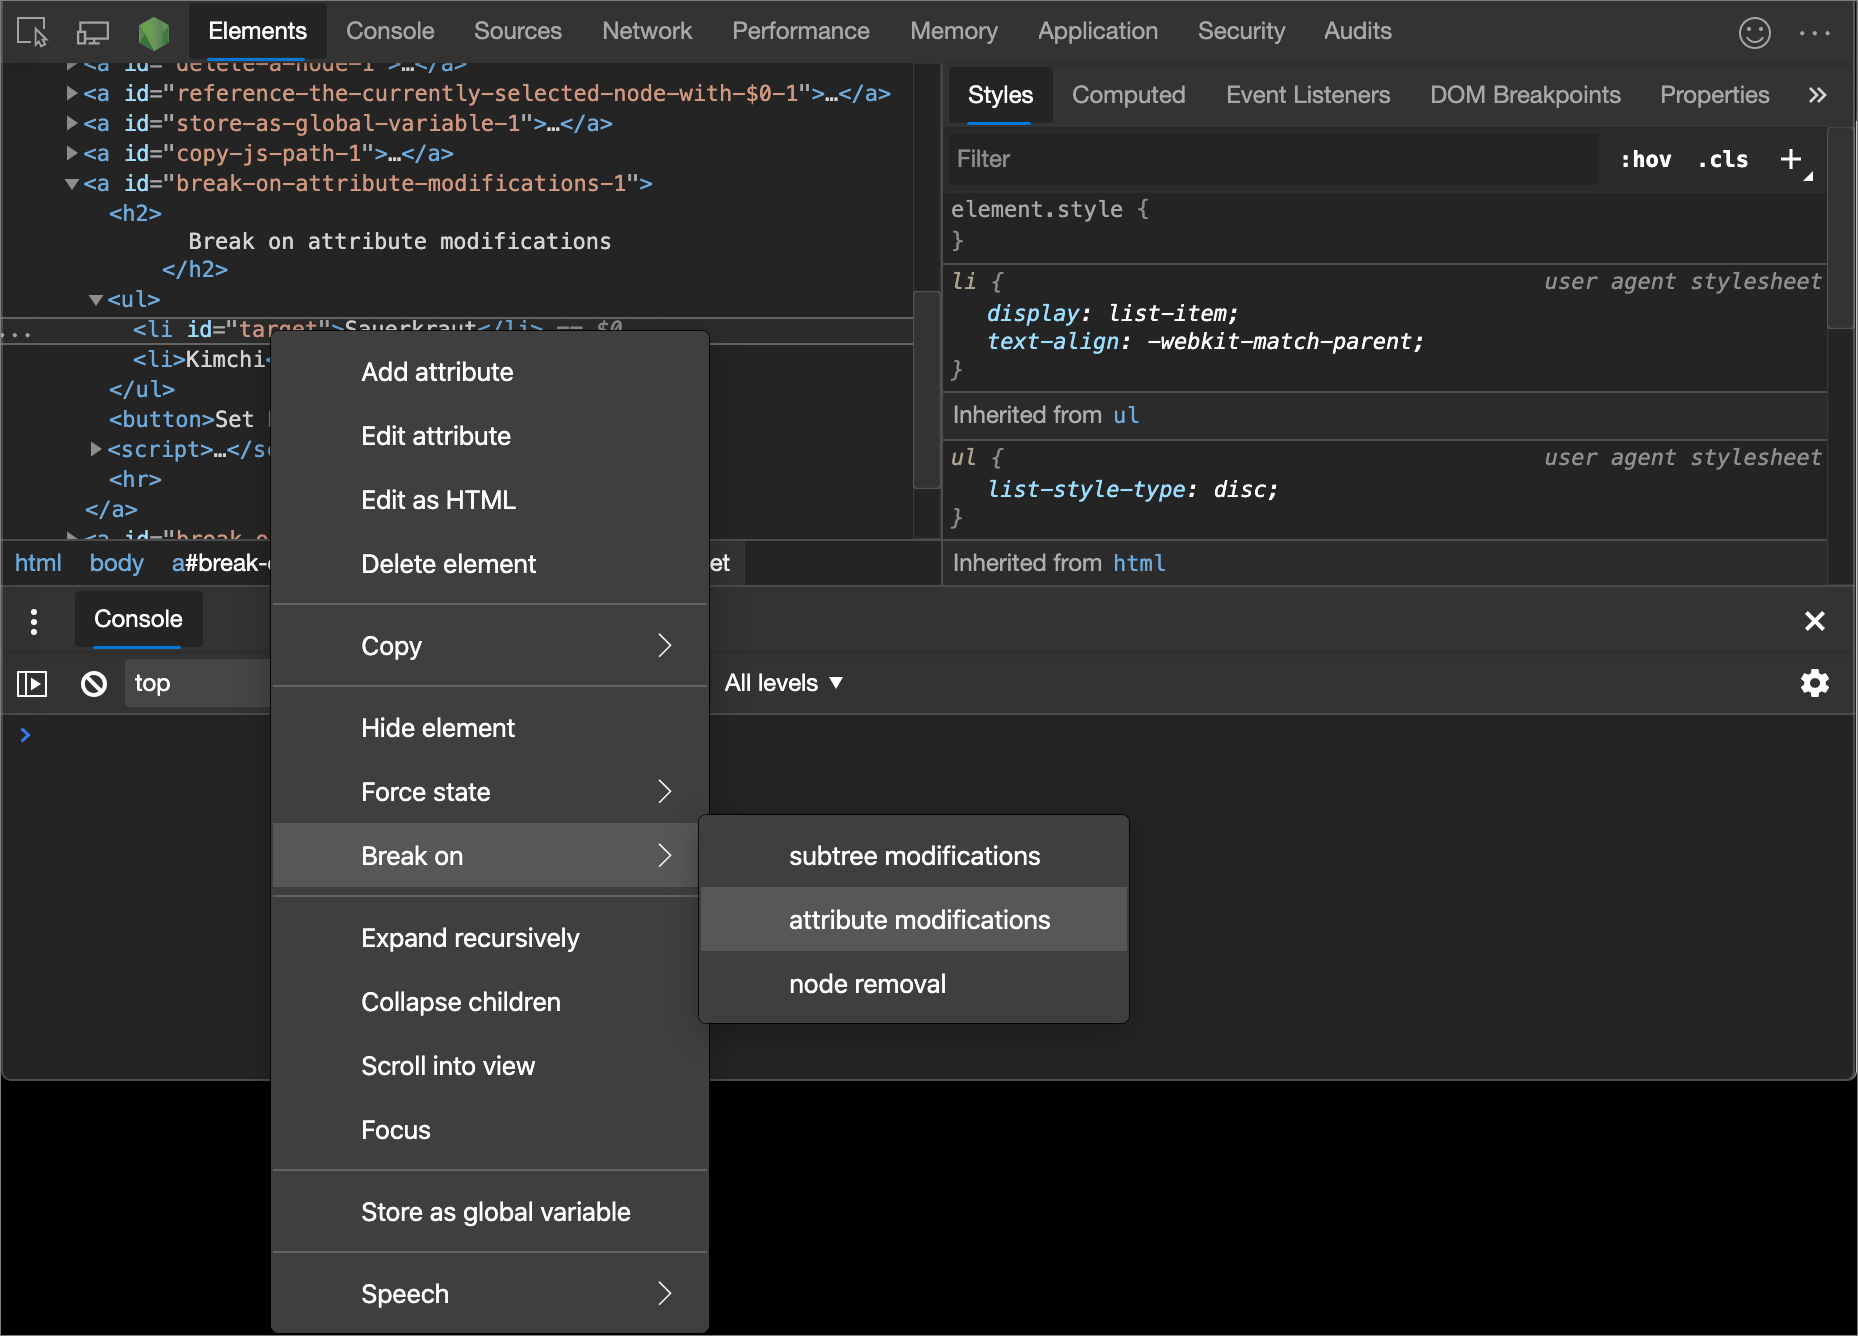 Elements Console Sources Network Performance Memory Application Security Audits
<a id="delete-a-node-1">…</a>
<a id="reference-the-currently-selected-node-with-$0-1">…</a>
<a id="store-as-global-variable-1">…</a>
<a id="copy-js-path-1">…</a>
<a id="break-on-attribute-modifications-1">
<h2>
Break on attribute modifications
</h2>
<ul>
... <li id="target">Sauerkraut</li> == $0
<li>Kimchi<
</ul>
<button>Set
<script>…</s
<hr>
</a>
<a id="break-o
html body a#break- et
Styles Computed Event Listeners DOM Breakpoints Properties »
Filter :hov .cls +
element.style {
}
li { user agent stylesheet
display: list-item;
text-align: -webkit-match-parent;
}
Inherited from ul
ul { user agent stylesheet
list-style-type: disc;
}
Inherited from html
Console
top All levels ▼
>
Add attribute
Edit attribute
Edit as HTML
Delete element
Copy
Hide element
Force state
Break on
Expand recursively
Collapse children
Scroll into view
Focus
Store as global variable
Speech
subtree modifications
attribute modifications
node removal